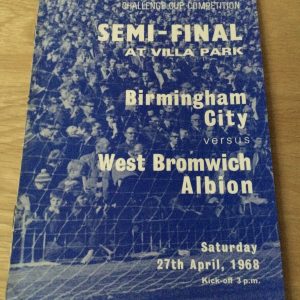 CHALLENGE CUP COMPETITION
SEMI-FINAL
AT VILLA PARK
Birmingham
City
versus
West Bromwich
Albion
Saturday
27th April, 1968
Kick-off 3 p.m.